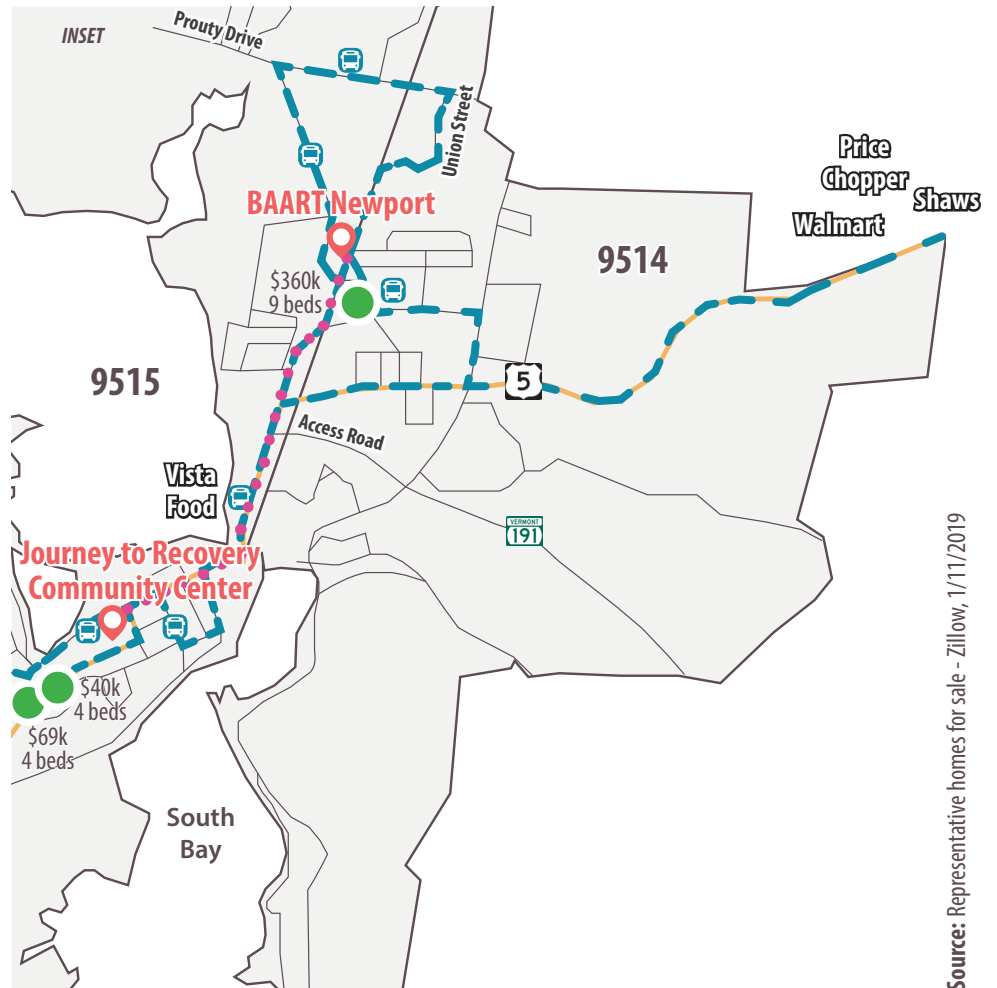 INSET
Prouty Drive
Union Street
Price
Chopper
Shaws
Walmart
BAART Newport
9514
$360k
9 beds
9515
5
Access Road
Vista
Food
VERMONT
191
Journey to Recovery
Community Center
$40k
4 beds
$69k
4 beds
South
Bay
Source: Representative homes for sale - Zillow, 1/11/2019